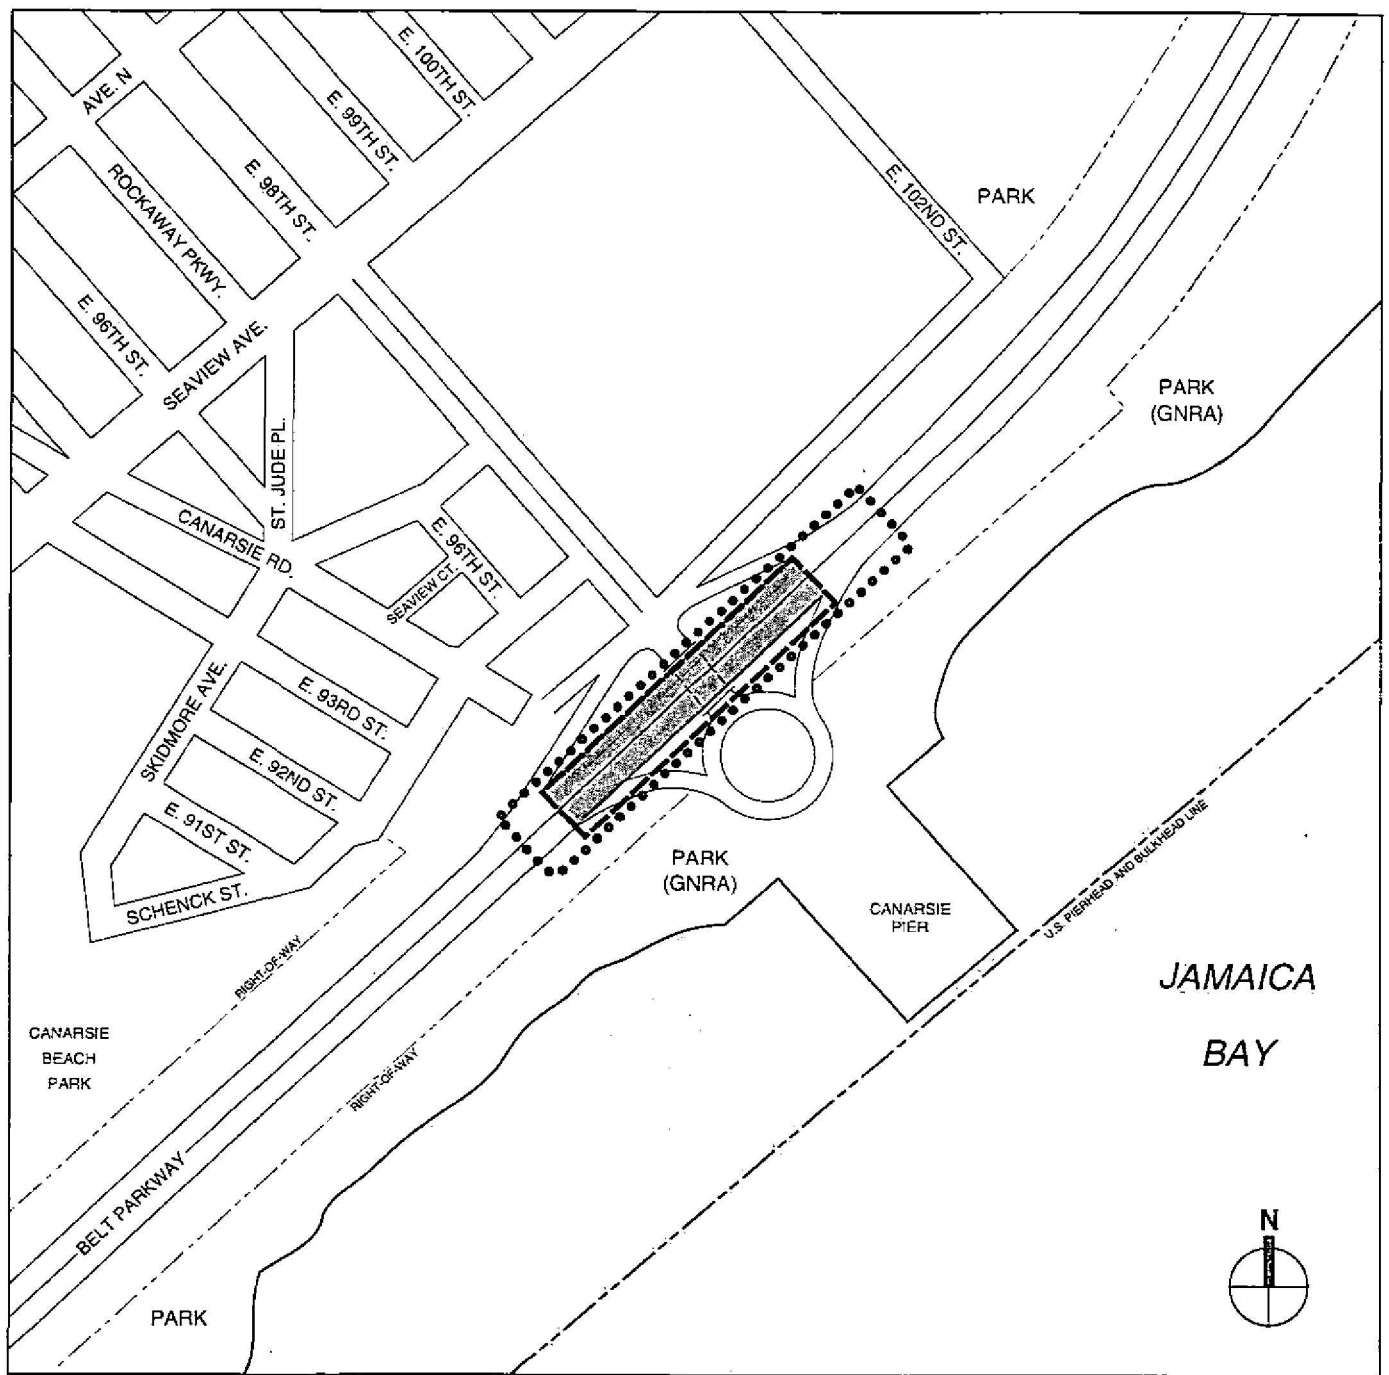 AVE. N
E. 100TH ST.
E. 99TH ST.
E. 98TH ST.
ROCKAWAY PKWY.
E. 96TH ST.
SEAVIEW AVE.
E. 102ND ST.
PARK
PARK
(GNRA)
ST. JUDE PL.
CANARSIE RD.
E. 96TH ST.
SEAVIEW CT.
SKIDMORE AVE.
E. 93RD ST.
E. 92ND ST.
E. 91ST ST.
SCHENCK ST.
PARK
(GNRA)
CANARSIE
PIER
U.S. PIERHEAD AND BULKHEAD LINE
JAMAICA
BAY
RIGHT-OF-WAY
RIGHT-OF-WAY
CANARSIE
BEACH
PARK
BELT PARKWAY
PARK
N